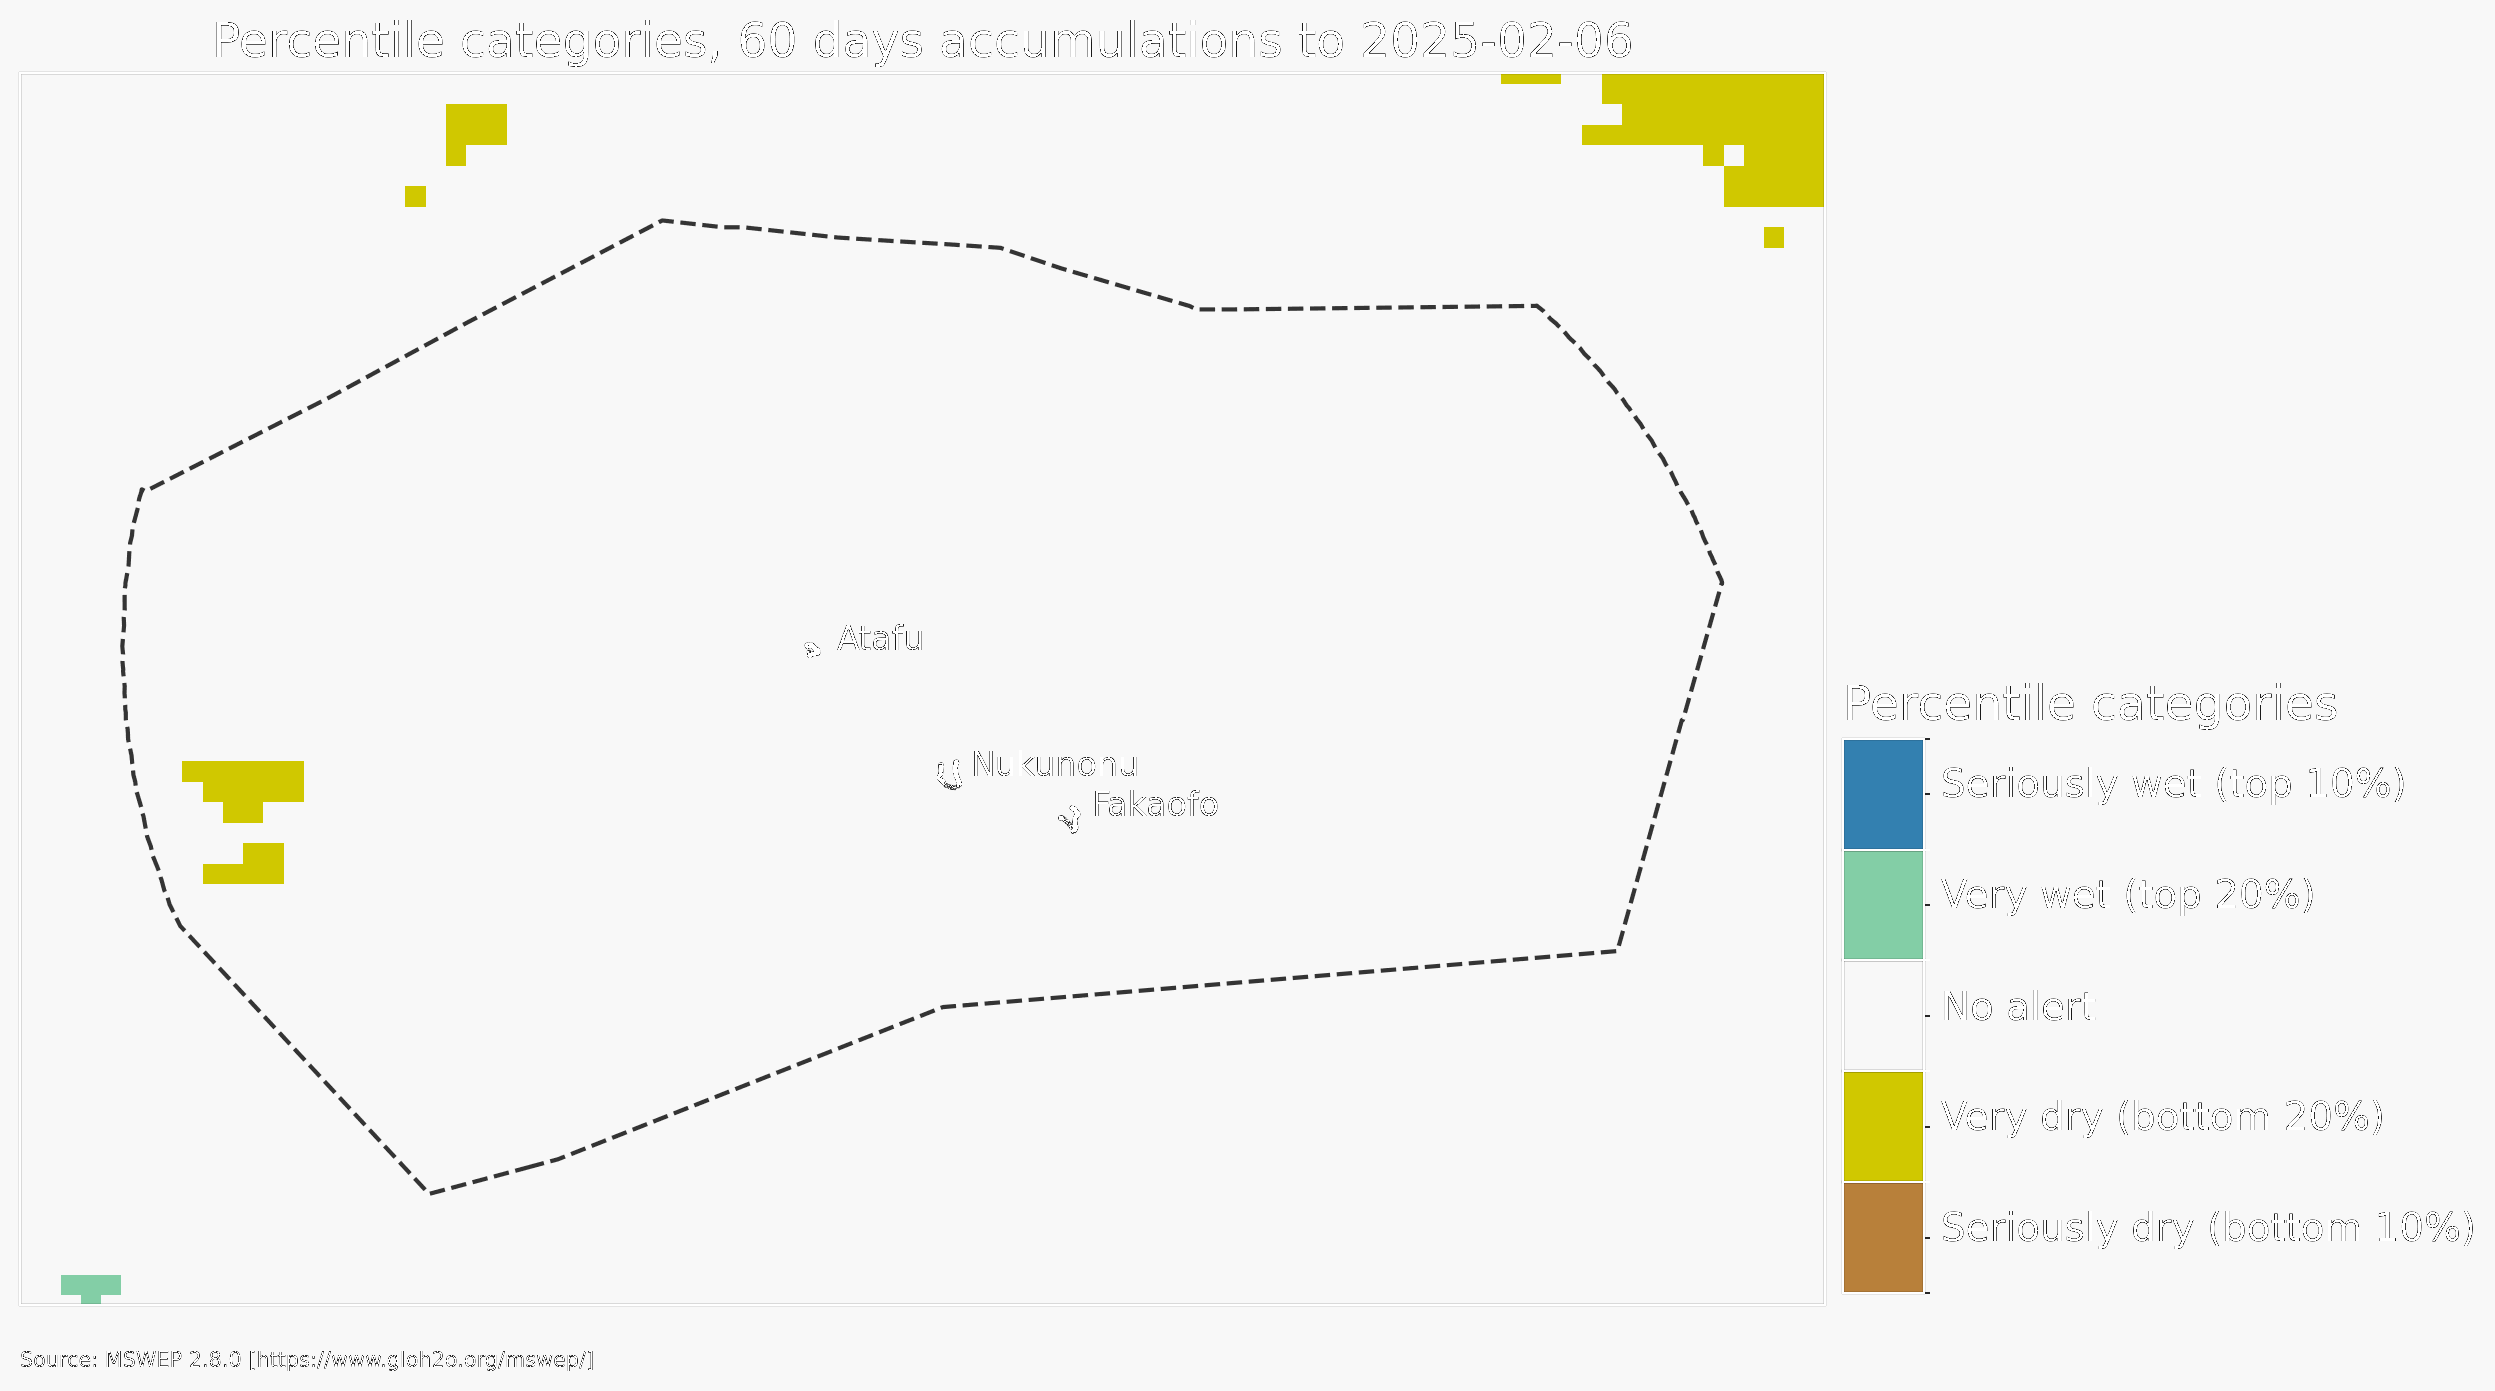 Percentile categories, 60 days accumulations to 2025-02-06
Atafu
Nukunonu
Fakaofo
Percentile categories
Seriously wet (top 10%)
Very wet (top 20%)
No alert
Very dry (bottom 20%)
Seriously dry (bottom 10%)
Source: MSWEP 2.8.0 [https://www.gloh2o.org/mswep/]